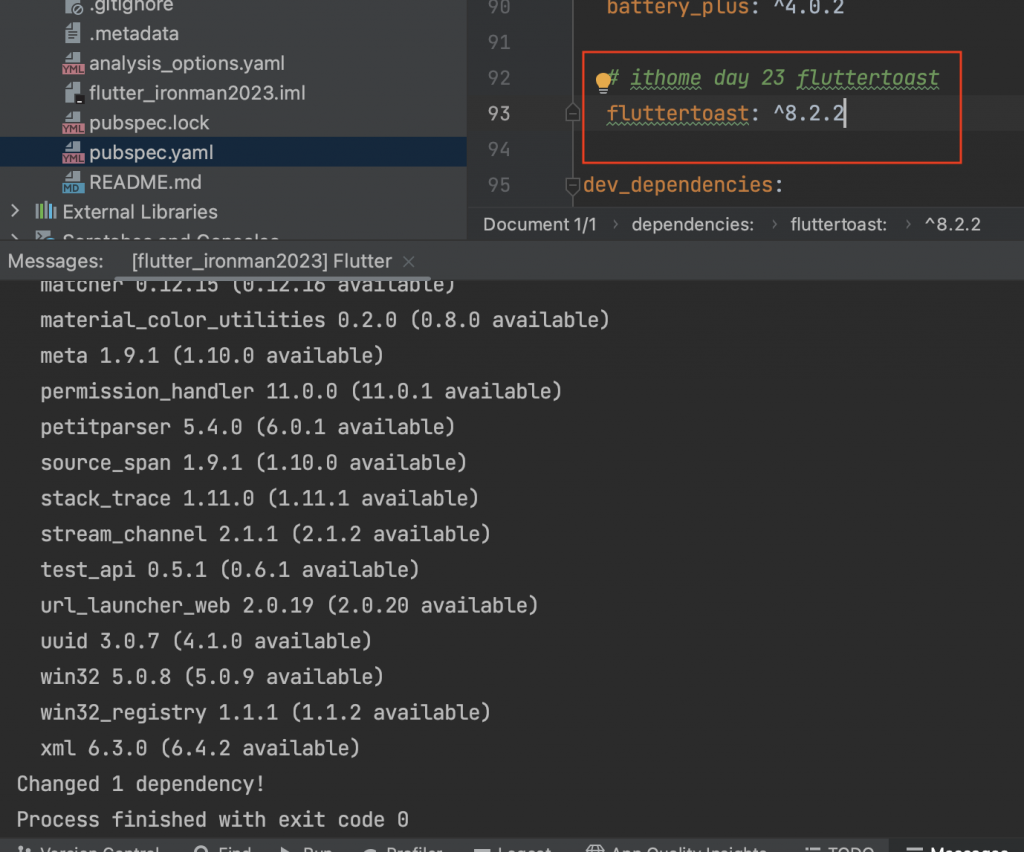 .gitignore
.metadata
analysis_options.yaml
flutter_ironman2023.iml
pubspec.lock
pubspec.yaml
README.md
External Libraries
Scratches and Consoles
90 battery_plus: ^4.0.2
91
92 # ithome day 23 fluttertoast
93 fluttertoast: ^8.2.2
94
95 dev_dependencies:
Document 1/1 › dependencies: › fluttertoast: › ^8.2.2
Messages: [flutter_ironman2023] Flutter ×
matcher 0.12.15 (0.12.16 available)
material_color_utilities 0.2.0 (0.8.0 available)
meta 1.9.1 (1.10.0 available)
permission_handler 11.0.0 (11.0.1 available)
petitparser 5.4.0 (6.0.1 available)
source_span 1.9.1 (1.10.0 available)
stack_trace 1.11.0 (1.11.1 available)
stream_channel 2.1.1 (2.1.2 available)
test_api 0.5.1 (0.6.1 available)
url_launcher_web 2.0.19 (2.0.20 available)
uuid 3.0.7 (4.1.0 available)
win32 5.0.8 (5.0.9 available)
win32_registry 1.1.1 (1.1.2 available)
xml 6.3.0 (6.4.2 available)
Changed 1 dependency!
Process finished with exit code 0
Version Control Find Run Profiler Logcat App Quality Insights TODO Messages